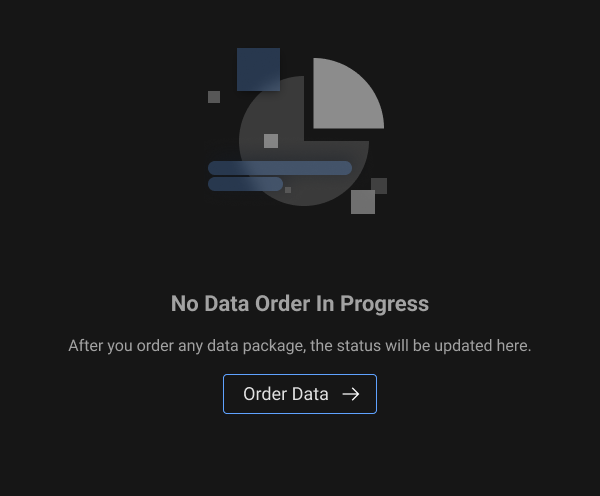 No Data Order In Progress
After you order any data package, the status will be updated here.
Order Data